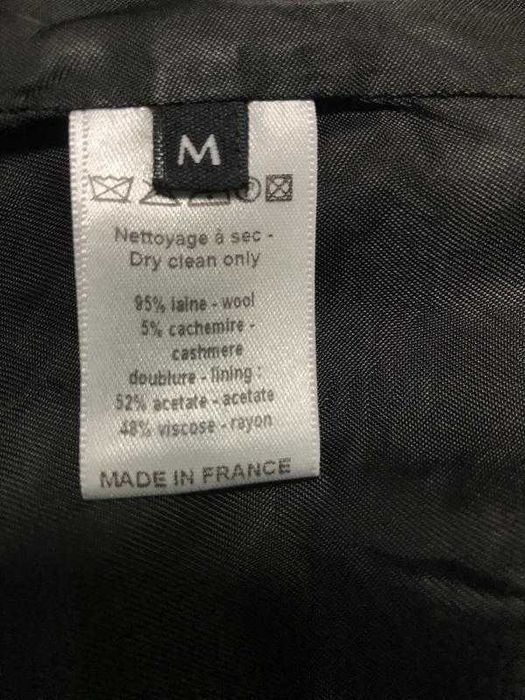 M
Nettoyage à sec -
Dry clean only
95% laine - wool
5% cachemire -
cashmere
doublure - lining :
52% acetate - acetate
48% viscose - rayon
MADE IN FRANCE